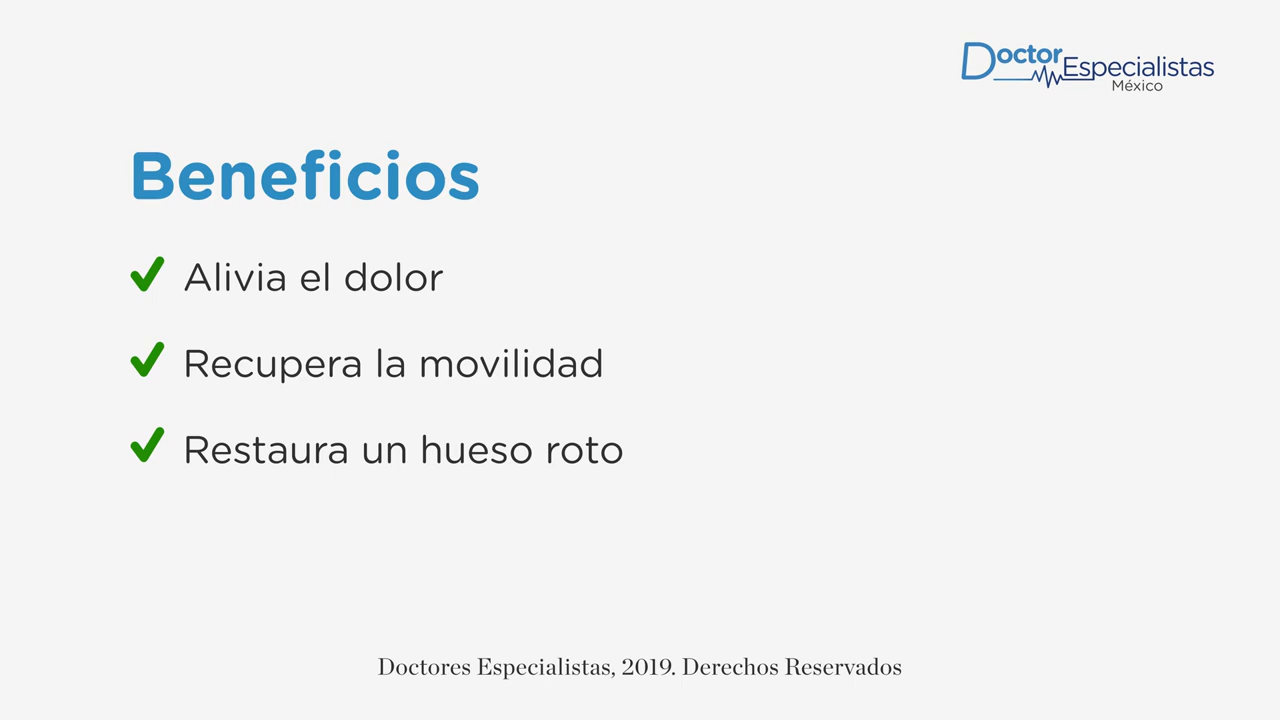 Doctor Especialistas
México
Beneficios
Alivia el dolor
Recupera la movilidad
Restaura un hueso roto
Doctores Especialistas, 2019. Derechos Reservados